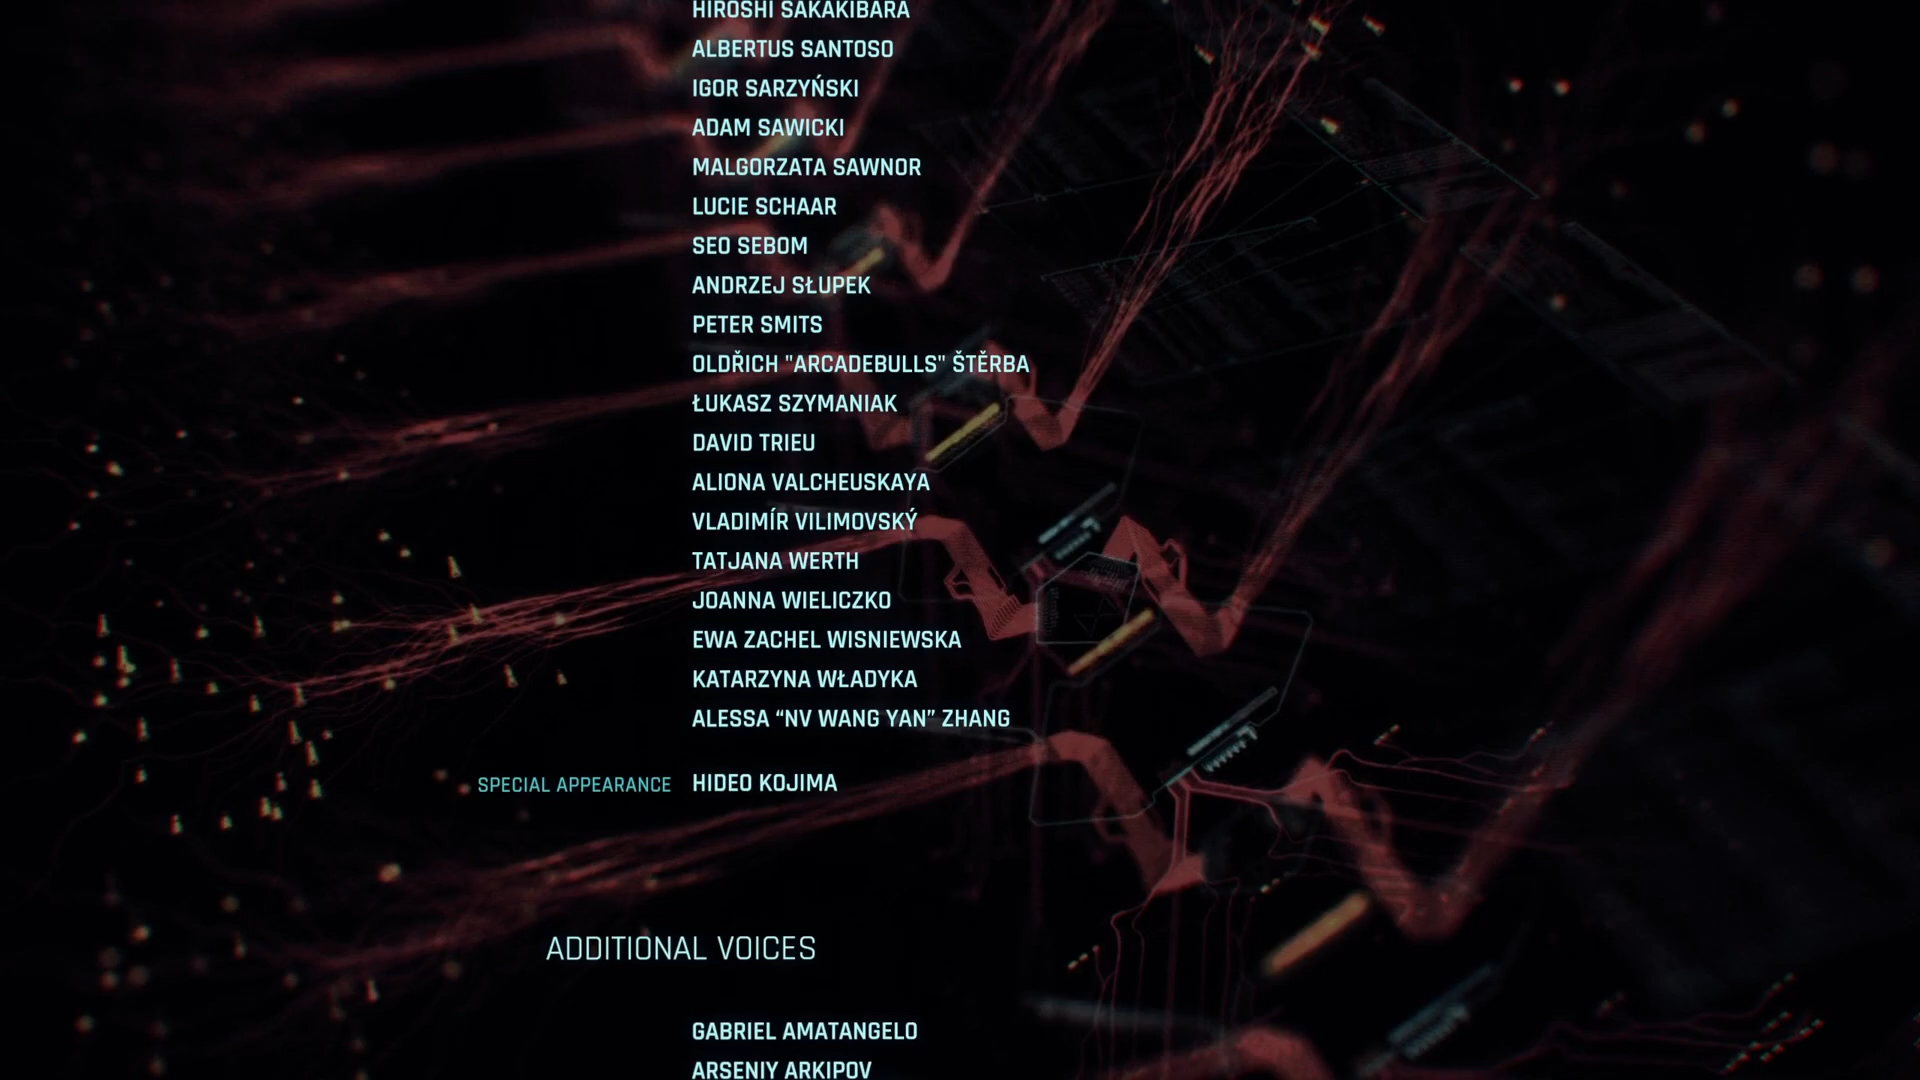 HIROSHI SAKAKIBARA
ALBERTUS SANTOSO
IGOR SARZYŃSKI
ADAM SAWICKI
MALGORZATA SAWNOR
LUCIE SCHAAR
SEO SEBOM
ANDRZEJ SŁUPEK
PETER SMITS
OLDŘICH "ARCADEBULLS" ŠTĚRBA
ŁUKASZ SZYMANIAK
DAVID TRIEU
ALIONA VALCHEUSKAYA
VLADIMÍR VILIMOVSKÝ
TATJANA WERTH
JOANNA WIELICZKO
EWA ZACHEL WISNIEWSKA
KATARZYNA WŁADYKA
ALESSA “NV WANG YAN” ZHANG
SPECIAL APPEARANCE HIDEO KOJIMA
ADDITIONAL VOICES
GABRIEL AMATANGELO
ARSENIY ARKIPOV